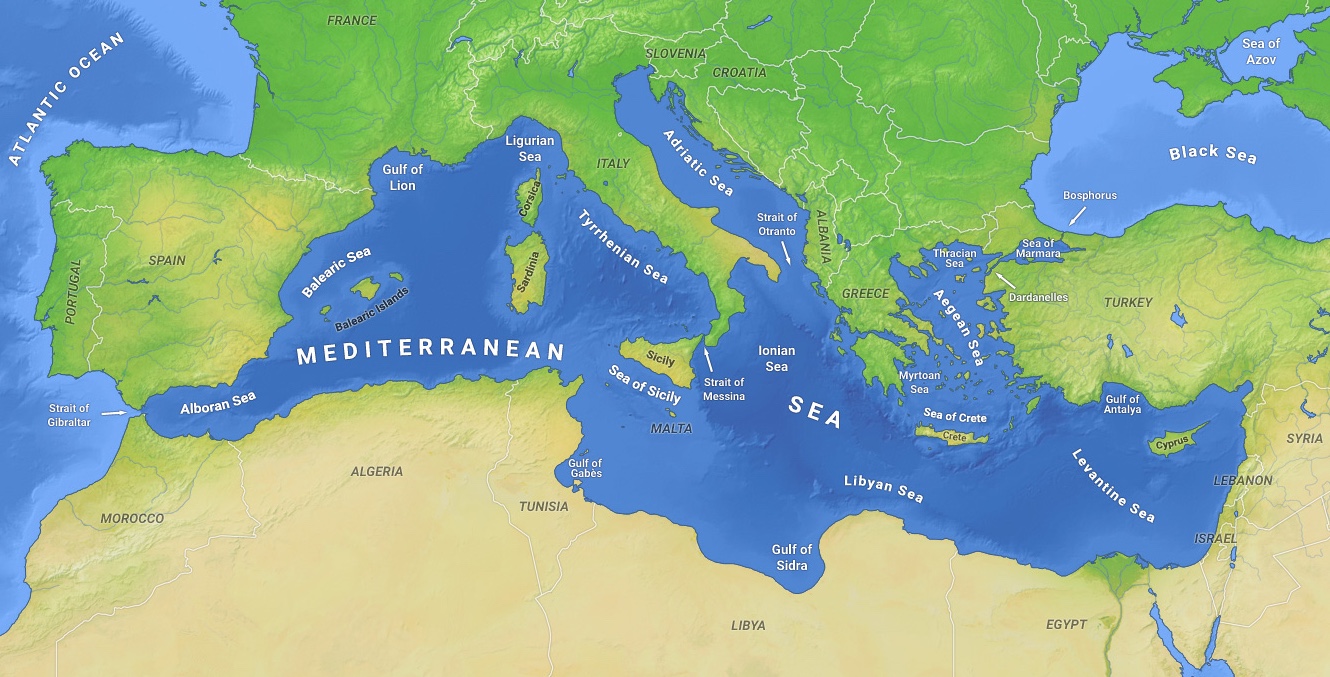 FRANCE
ATLANTIC OCEAN
SLOVENIA
CROATIA
Sea of
Azov
Ligurian
Sea
ITALY
Adriatic Sea
Black Sea
Gulf of
Lion
Corsica
Bosphorus
Strait of
Otranto
ALBANIA
Tyrrhenian Sea
Sea of
Marmara
Thracian
Sea
SPAIN
PORTUGAL
Balearic Sea
Balearic Islands
Sardinia
GREECE
Aegean Sea
Dardanelles
TURKEY
MEDITERRANEAN
Sicily
Ionian
Sea
Strait of
Messina
Myrtoan
Sea
Sea of Sicily
Strait of
Gibraltar
Alboran Sea
SEA
MALTA
Sea of Crete
Crete
Gulf of
Antalya
Cyprus
SYRIA
ALGERIA
Gulf of
Gabès
LEBANON
Libyan Sea
Levantine Sea
MOROCCO
TUNISIA
ISRAEL
Gulf of
Sidra
LIBYA
EGYPT